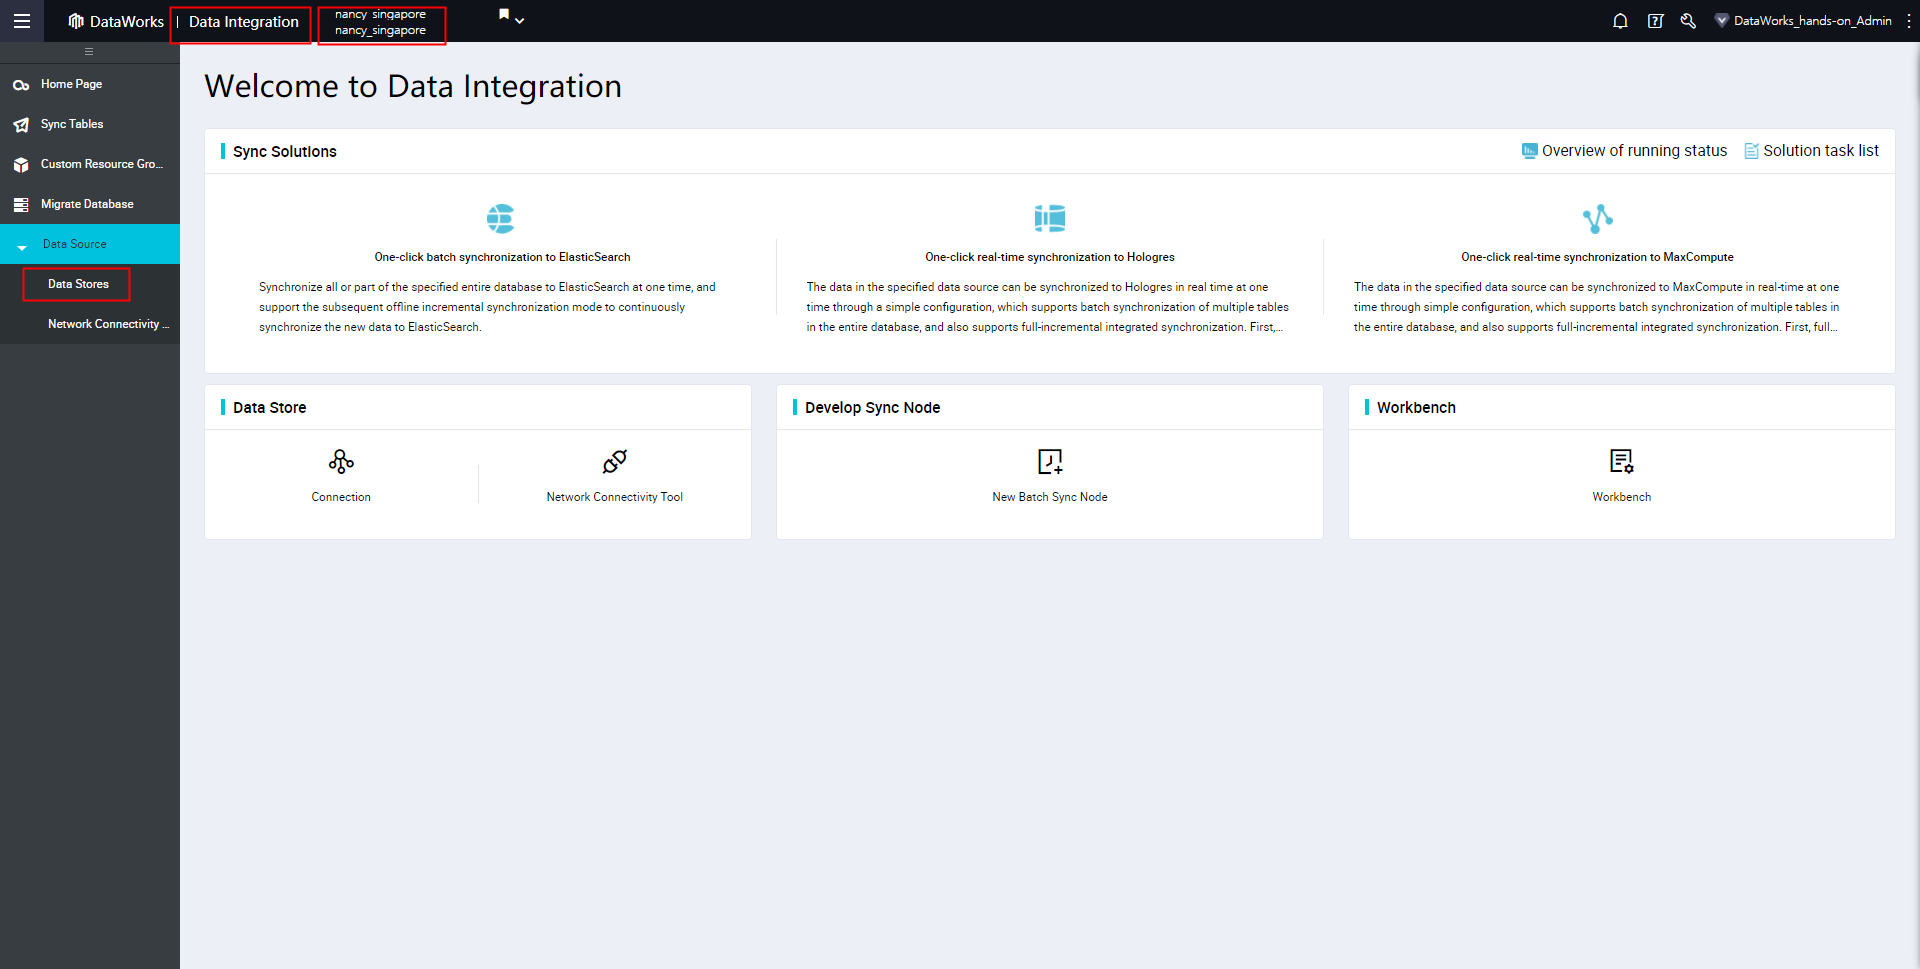 DataWorks | Data Integration
nancy_singapore
nancy_singapore
DataWorks_hands-on_Admin
Home Page
Sync Tables
Custom Resource Gro...
Migrate Database
Data Source
Data Stores
Network Connectivity ...
Welcome to Data Integration
Sync Solutions
Overview of running status
Solution task list
One-click batch synchronization to ElasticSearch
Synchronize all or part of the specified entire database to ElasticSearch at one time, and
support the subsequent offline incremental synchronization mode to continuously
synchronize the new data to ElasticSearch.
One-click real-time synchronization to Hologres
The data in the specified data source can be synchronized to Hologres in real time at one
time through a simple configuration, which supports batch synchronization of multiple tables
in the entire database, and also supports full-incremental integrated synchronization. First,...
One-click real-time synchronization to MaxCompute
The data in the specified data source can be synchronized to MaxCompute in real-time at one
time through simple configuration, which supports batch synchronization of multiple tables in
the entire database, and also supports full-incremental integrated synchronization. First, full...
Data Store
Connection
Network Connectivity Tool
Develop Sync Node
New Batch Sync Node
Workbench
Workbench